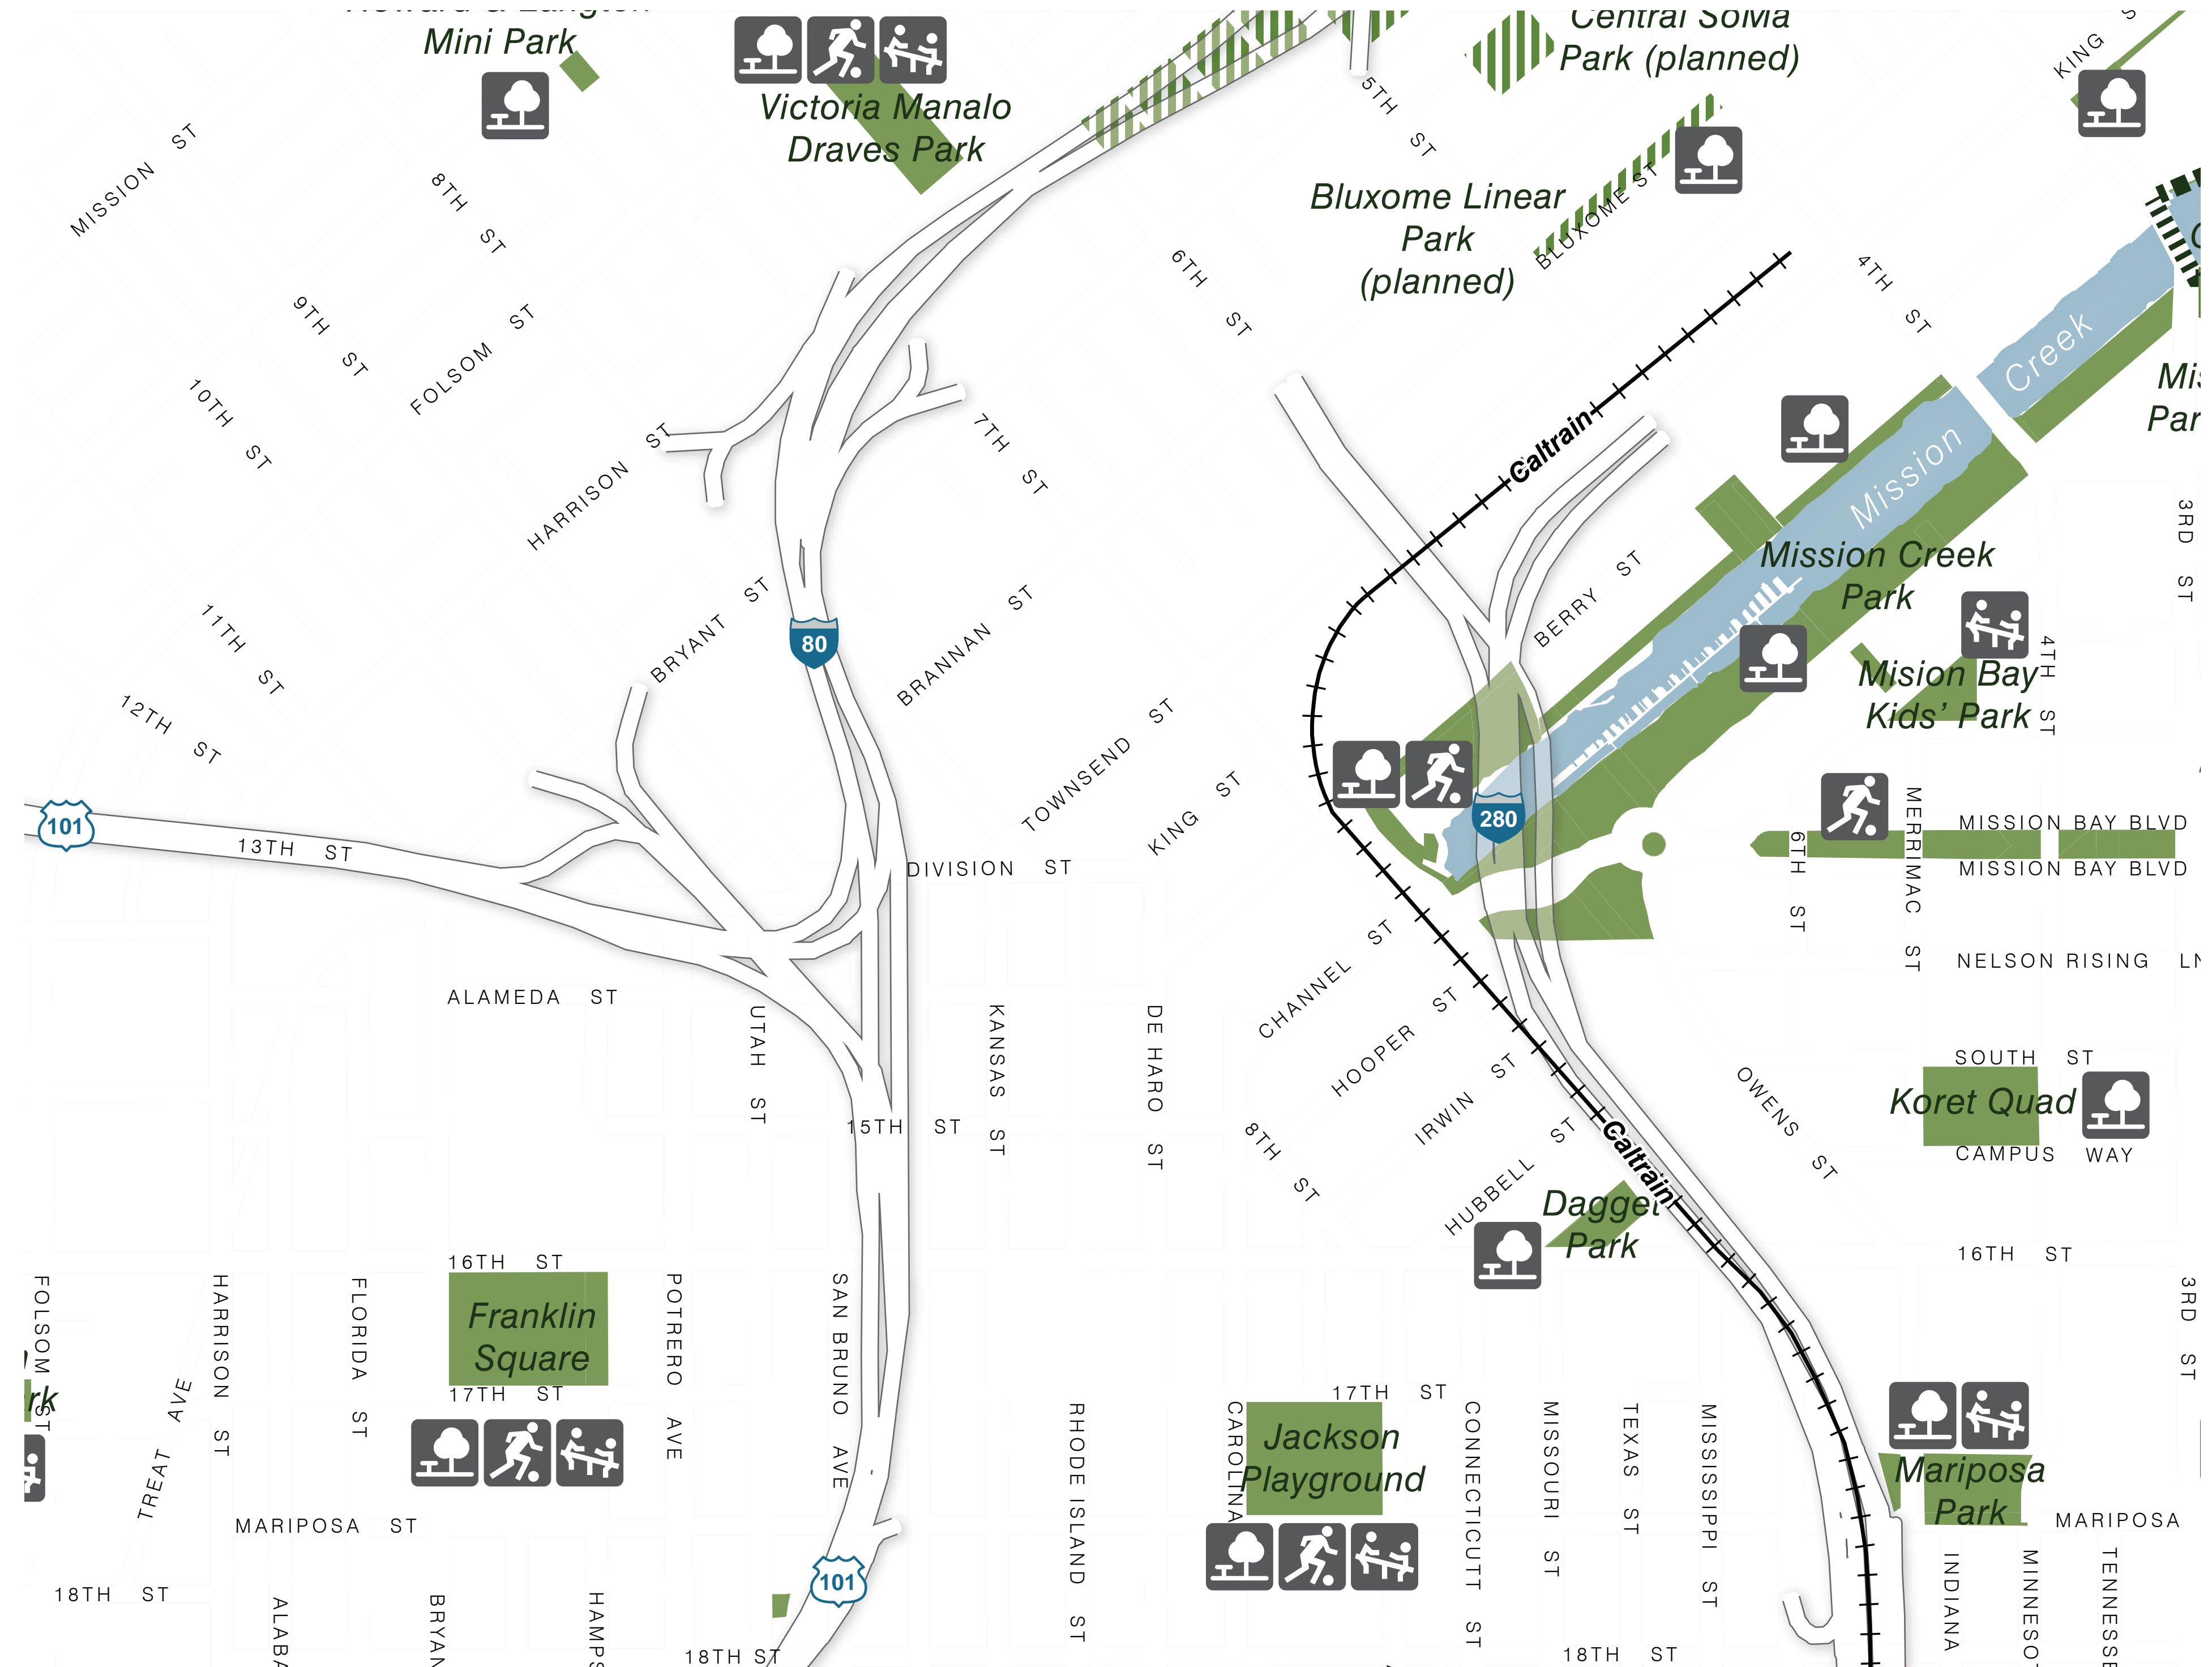 Mini Park
Victoria Manalo
Draves Park
Central SoMa
Park (planned)
KING
5TH ST
MISSION ST
8TH ST
Bluxome Linear
Park
(planned)
BLUXOME ST
6TH ST
4TH ST
9TH ST
FOLSOM ST
10TH ST
HARRISON ST
7TH ST
Caltrain
Creek
Mission
3RD ST
Mission Creek
Park
BERRY ST
11TH ST
BRYANT ST
80
BRANNAN ST
Mision Bay
Kids' Park
4TH ST
12TH ST
TOWNSEND ST
KING ST
101
13TH ST
DIVISION ST
280
6TH ST
MERRIMAC ST
MISSION BAY BLVD
MISSION BAY BLVD
NELSON RISING
CHANNEL ST
ALAMEDA ST
UTAH ST
KANSAS ST
DE HARO ST
HOOPER ST
IRWIN ST
HUBBELL ST
8TH ST
15TH ST
OWENS ST
SOUTH ST
Koret Quad
CAMPUS WAY
Caltrain
Dagget
Park
16TH ST
16TH ST
FOLSOM ST
HARRISON ST
FLORIDA ST
Franklin
Square
17TH ST
POTRERO AVE
SAN BRUNO AVE
TREAT AVE
3RD ST
17TH ST
RHODE ISLAND ST
CAROLINA
Jackson
Playground
CONNECTICUTT ST
MISSOURI ST
TEXAS ST
MISSISSIPPI ST
Mariposa
Park
MARIPOSA
MARIPOSA ST
101
18TH ST
18TH ST
18TH ST
INDIANA